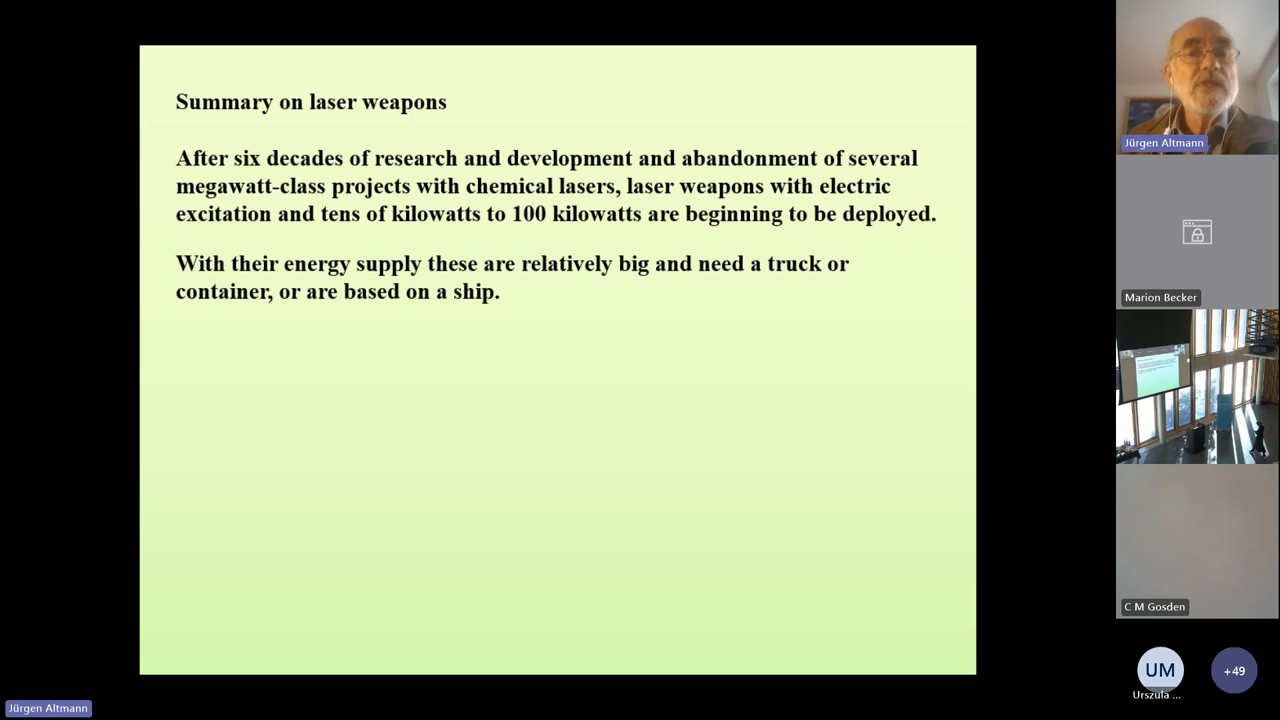 Summary on laser weapons
After six decades of research and development and abandonment of several
megawatt-class projects with chemical lasers, laser weapons with electric
excitation and tens of kilowatts to 100 kilowatts are beginning to be deployed.
With their energy supply these are relatively big and need a truck or
container, or are based on a ship.
Jürgen Altmann
Marion Becker
C M Gosden
UM
+49
Urszula ...
Jürgen Altmann